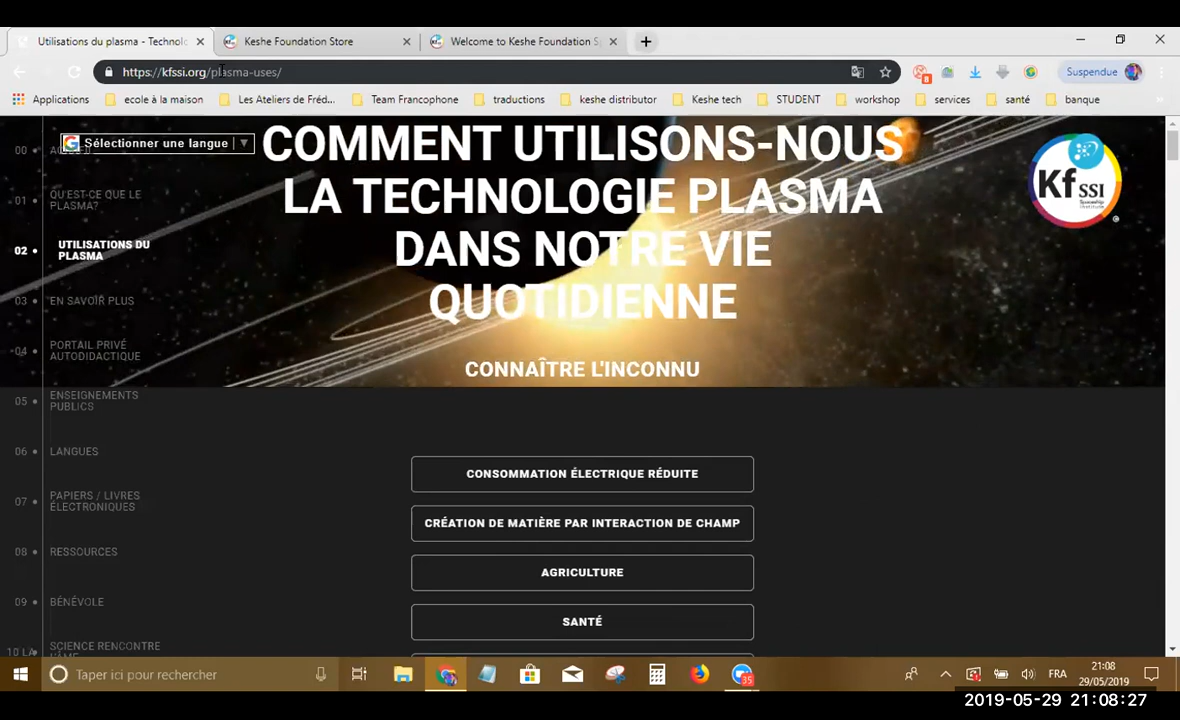 Utilisations du plasma - Technolo
Keshe Foundation Store
Welcome to Keshe Foundation Sp
https://kfssi.org/plasma-uses/
8
Suspendue
Applications
ecole à la maison
Les Ateliers de Fréd...
Team Francophone
traductions
keshe distributor
Keshe tech
STUDENT
workshop
services
santé
banque
Sélectionner une langue
COMMENT UTILISONS-NOUS
LA TECHNOLOGIE PLASMA
DANS NOTRE VIE
QUOTIDIENNE
CONNAÎTRE L'INCONNU
Kf SSI
00
01
QU'EST-CE QUE LE
PLASMA?
02
UTILISATIONS DU
PLASMA
03
EN SAVOIR PLUS
04
PORTAIL PRIVÉ
AUTODIDACTIQUE
05
ENSEIGNEMENTS
PUBLICS
06
LANGUES
07
PAPIERS / LIVRES
ÉLECTRONIQUES
08
RESSOURCES
09
BÉNÉVOLE
10 LA
SCIENCE RENCONTRE
L'ÂME
CONSOMMATION ÉLECTRIQUE RÉDUITE
CRÉATION DE MATIÈRE PAR INTERACTION DE CHAMP
AGRICULTURE
SANTÉ
Taper ici pour rechercher
35
FRA
21:08
29/05/2019
2019-05-29 21:08:27